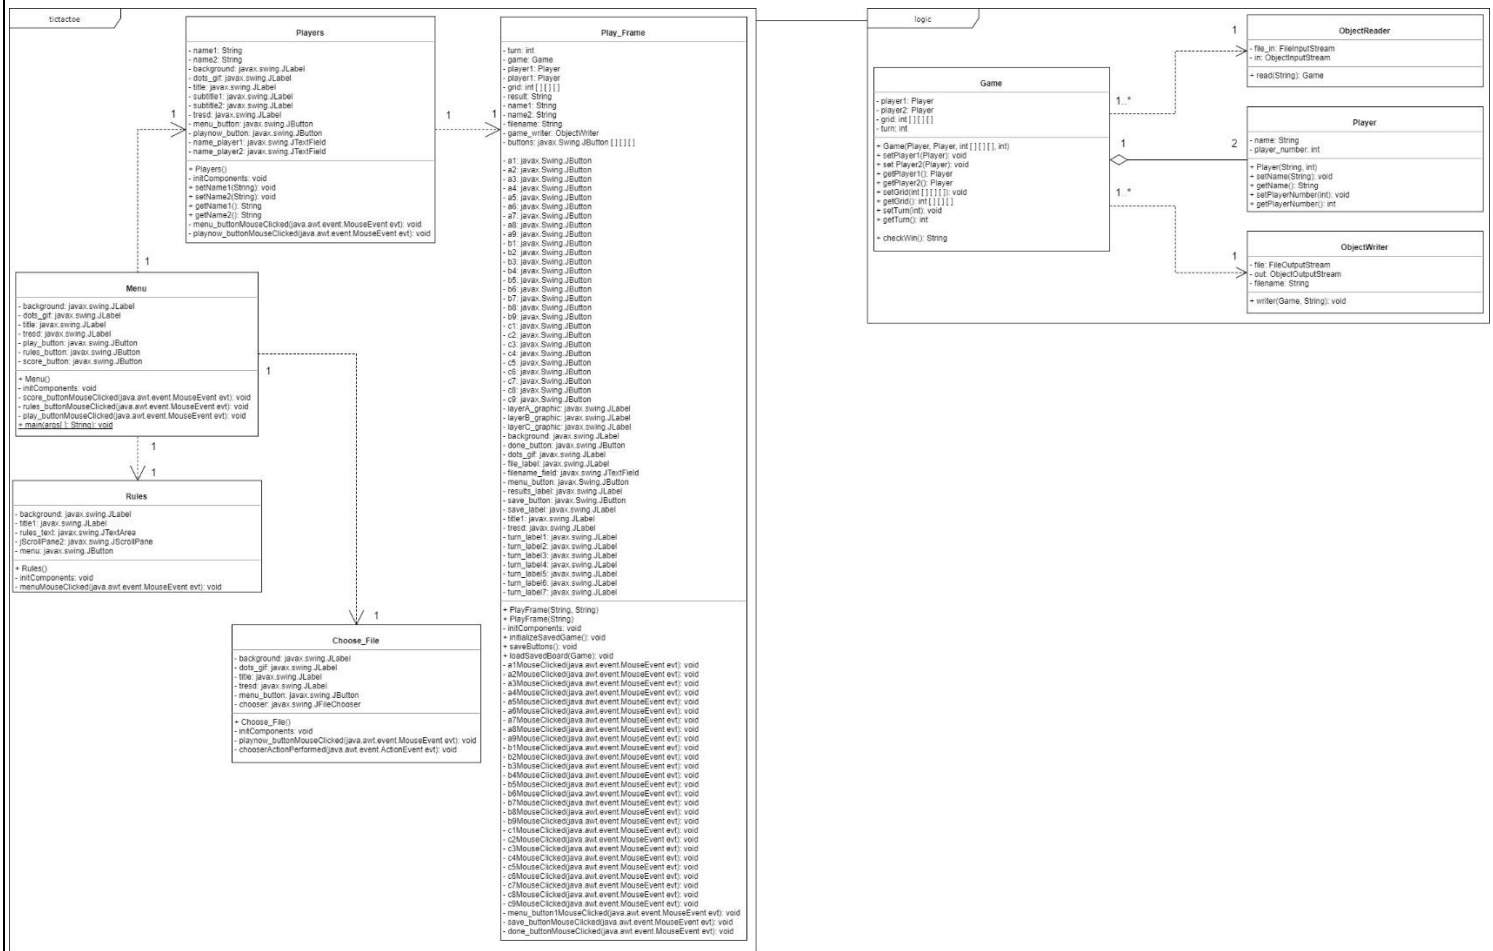 tictactoe
Players
- name1: String
- name2: String
- background: javax.swing.JLabel
- dots_gif: javax.swing.JLabel
- title: javax.swing.JLabel
- subtitle1: javax.swing.JLabel
- subtitle2: javax.swing.JLabel
- tresd: javax.swing.JLabel
- menu_button: javax.swing.JButton
- playnow_button: javax.swing.JButton
- name_player1: javax.swing.JTextField
- name_player2: javax.swing.JTextField
+ Players()
- initComponents: void
+ setName1(String): void
+ setName2(String): void
+ getName1(): String
+ getName2(): String
- menu_buttonMouseClicked(java.awt.event.MouseEvent evt): void
- playnow_buttonMouseClicked(java.awt.event.MouseEvent evt): void
1
1
1
1
Menu
- background: javax.swing.JLabel
- dots_gif: javax.swing.JLabel
- title: javax.swing.JLabel
- tresd: javax.swing.JLabel
- play_button: javax.swing.JButton
- rules_button: javax.swing.JButton
- score_button: javax.swing.JButton
+ Menu()
- initComponents: void
- score_buttonMouseClicked(java.awt.event.MouseEvent evt): void
- rules_buttonMouseClicked(java.awt.event.MouseEvent evt): void
- play_buttonMouseClicked(java.awt.event.MouseEvent evt): void
+ main(args[ ]: String): void
1
1
1
1
Rules
- background: javax.swing.JLabel
- title1: javax.swing.JLabel
- rules_text: javax.swing.JTextArea
- jScrollPane2: javax.swing.JScrollPane
- menu: javax.swing.JButton
+ Rules()
- initComponents: void
- menuMouseClicked(java.awt.event.MouseEvent evt): void
Choose_File
- background: javax.swing.JLabel
- dots_gif: javax.swing.JLabel
- title: javax.swing.JLabel
- tresd: javax.swing.JLabel
- menu_button: javax.swing.JButton
- chooser: javax.swing.JFileChooser
+ Choose_File()
- initComponents: void
- playnow_buttonMouseClicked(java.awt.event.MouseEvent evt): void
- chooserActionPerformed(java.awt.event.ActionEvent evt): void
Play_Frame
- turn: int
- game: Game
- player1: Player
- player1: Player
- grid: int [ ] [ ] [ ]
- result: String
- name1: String
- name2: String
- filename: String
- game_writer: ObjectWriter
- buttons: javax.Swing.JButton [ ] [ ] [ ]
- a1: javax.Swing.JButton
- a2: javax.Swing.JButton
- a3: javax.Swing.JButton
- a4: javax.Swing.JButton
- a5: javax.Swing.JButton
- a6: javax.Swing.JButton
- a7: javax.Swing.JButton
- a8: javax.Swing.JButton
- a9: javax.Swing.JButton
- b1: javax.Swing.JButton
- b2: javax.Swing.JButton
- b3: javax.Swing.JButton
- b4: javax.Swing.JButton
- b5: javax.Swing.JButton
- b6: javax.Swing.JButton
- b7: javax.Swing.JButton
- b8: javax.Swing.JButton
- b9: javax.Swing.JButton
- c1: javax.Swing.JButton
- c2: javax.Swing.JButton
- c3: javax.Swing.JButton
- c4: javax.Swing.JButton
- c5: javax.Swing.JButton
- c6: javax.Swing.JButton
- c7: javax.Swing.JButton
- c8: javax.Swing.JButton
- c9: javax.Swing.JButton
- layerA_graphic: javax.swing.JLabel
- layerB_graphic: javax.swing.JLabel
- layerC_graphic: javax.swing.JLabel
- background: javax.swing.JLabel
- done_button: javax.swing.JButton
- dots_gif: javax.swing.JLabel
- file_label: javax.swing.JLabel
- filename_field: javax.swing.JTextField
- menu_button: javax.Swing.JButton
- results_label: javax.swing.JLabel
- save_button: javax.Swing.JButton
- save_label: javax.swing.JLabel
- title1: javax.swing.JLabel
- tresd: javax.swing.JLabel
- turn_label1: javax.swing.JLabel
- turn_label2: javax.swing.JLabel
- turn_label3: javax.swing.JLabel
- turn_label4: javax.swing.JLabel
- turn_label5: javax.swing.JLabel
- turn_label6: javax.swing.JLabel
- turn_label7: javax.swing.JLabel
+ PlayFrame(String, String)
+ PlayFrame(String)
- initComponents: void
+ initializeSavedGame(): void
+ saveButtons(): void
+ loadSavedBoard(Game): void
- a1MouseClicked(java.awt.event.MouseEvent evt): void
- a2MouseClicked(java.awt.event.MouseEvent evt): void
- a3MouseClicked(java.awt.event.MouseEvent evt): void
- a4MouseClicked(java.awt.event.MouseEvent evt): void
- a5MouseClicked(java.awt.event.MouseEvent evt): void
- a6MouseClicked(java.awt.event.MouseEvent evt): void
- a7MouseClicked(java.awt.event.MouseEvent evt): void
- a8MouseClicked(java.awt.event.MouseEvent evt): void
- a9MouseClicked(java.awt.event.MouseEvent evt): void
- b1MouseClicked(java.awt.event.MouseEvent evt): void
- b2MouseClicked(java.awt.event.MouseEvent evt): void
- b3MouseClicked(java.awt.event.MouseEvent evt): void
- b4MouseClicked(java.awt.event.MouseEvent evt): void
- b5MouseClicked(java.awt.event.MouseEvent evt): void
- b6MouseClicked(java.awt.event.MouseEvent evt): void
- b7MouseClicked(java.awt.event.MouseEvent evt): void
- b8MouseClicked(java.awt.event.MouseEvent evt): void
- b9MouseClicked(java.awt.event.MouseEvent evt): void
- c1MouseClicked(java.awt.event.MouseEvent evt): void
- c2MouseClicked(java.awt.event.MouseEvent evt): void
- c3MouseClicked(java.awt.event.MouseEvent evt): void
- c4MouseClicked(java.awt.event.MouseEvent evt): void
- c5MouseClicked(java.awt.event.MouseEvent evt): void
- c6MouseClicked(java.awt.event.MouseEvent evt): void
- c7MouseClicked(java.awt.event.MouseEvent evt): void
- c8MouseClicked(java.awt.event.MouseEvent evt): void
- c9MouseClicked(java.awt.event.MouseEvent evt): void
- menu_button1MouseClicked(java.awt.event.MouseEvent evt): void
- save_buttonMouseClicked(java.awt.event.MouseEvent evt): void
- done_buttonMouseClicked(java.awt.event.MouseEvent evt): void
logic
Game
- player1: Player
- player2: Player
- grid: int [ ] [ ] [ ]
- turn: int
+ Game(Player, Player, int [ ] [ ] [ ], int)
+ setPlayer1(Player): void
+ set Player2(Player): void
+ getPlayer1(): Player
+ getPlayer2(): Player
+ setGrid(int [ ] [ ] [ ]): void
+ getGrid(): int [ ] [ ] [ ]
+ setTurn(int): void
+ getTurn(): int
+ checkWin(): String
1
1..*
2
1..*
1
ObjectReader
- file_in: FileInputStream
- in: ObjectInputStream
+ read(String): Game
Player
- name: String
- player_number: int
+ Player(String, int)
+ setName(String): void
+ getName(): String
+ setPlayerNumber(int): void
+ getPlayerNumber(): int
ObjectWriter
- file: FileOutputStream
- out: ObjectOutputStream
- filename: String
+ writer(Game, String): void